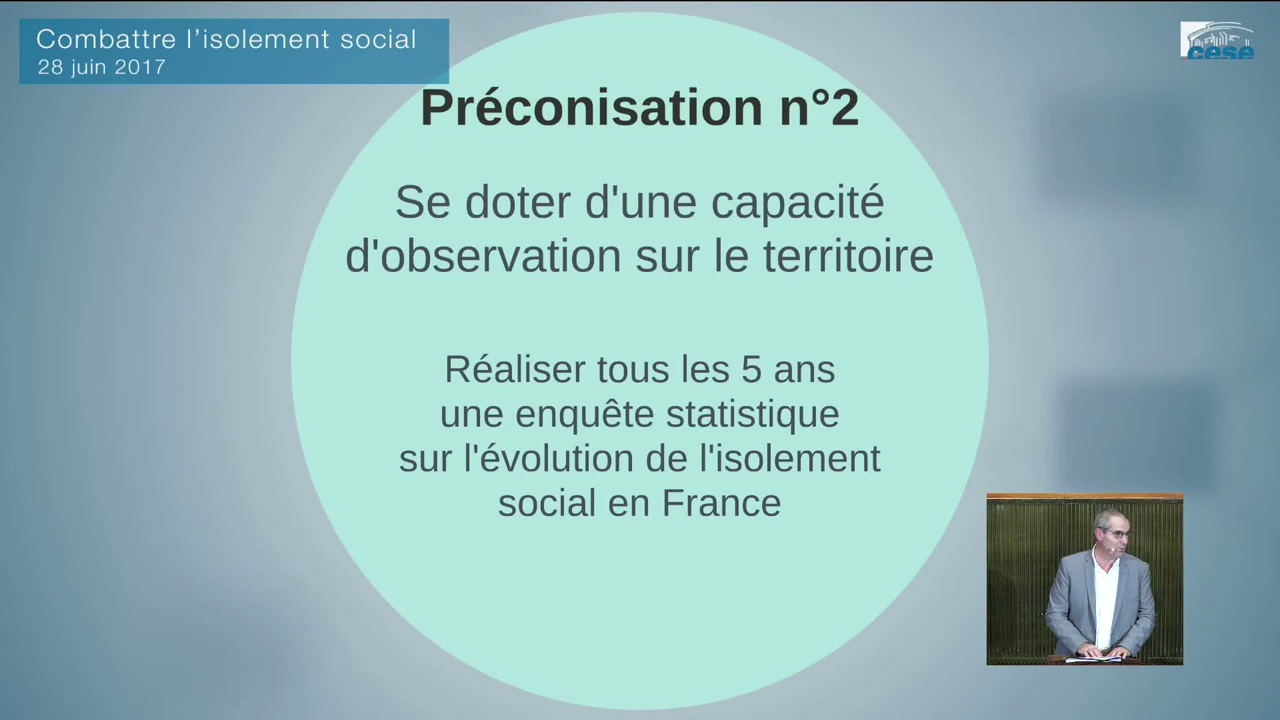 Combattre l’isolement social
28 juin 2017
cese
Préconisation n°2
Se doter d'une capacité
d'observation sur le territoire
Réaliser tous les 5 ans
une enquête statistique
sur l'évolution de l'isolement
social en France